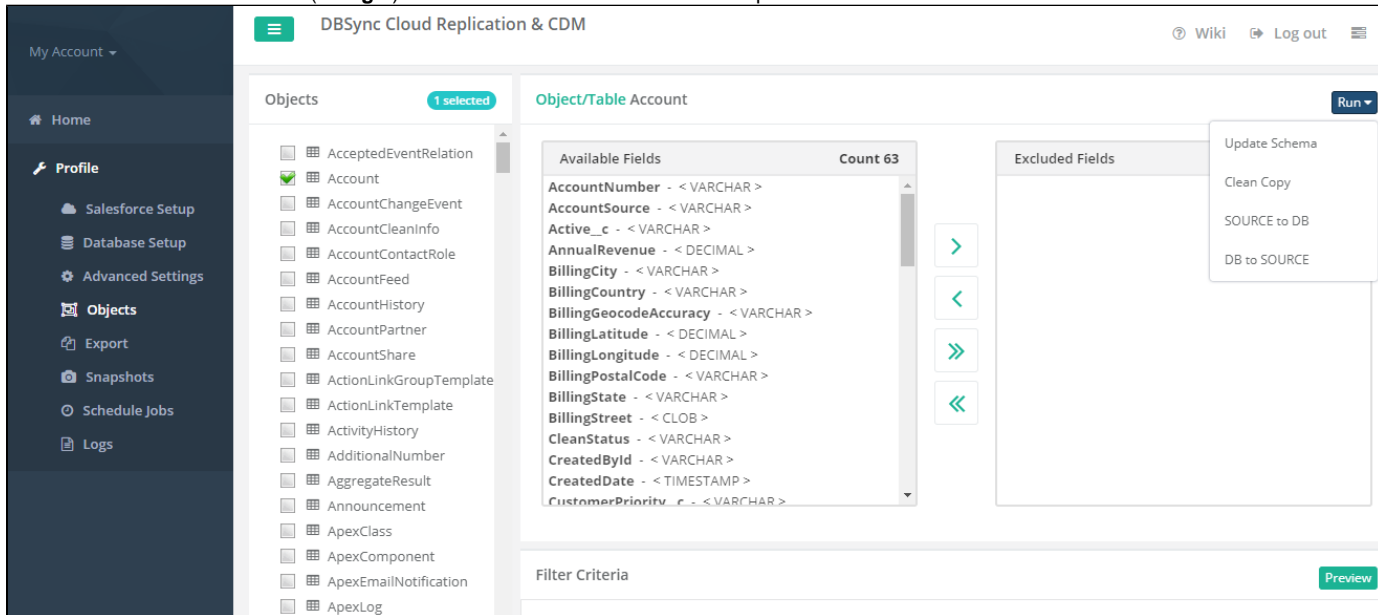 DBSync Cloud Replication & CDM
My Account
Wiki
Log out
Home
Profile
Salesforce Setup
Database Setup
Advanced Settings
Objects
Export
Snapshots
Schedule Jobs
Logs
Objects
1 selected
AcceptedEventRelation
Account
AccountChangeEvent
AccountCleanInfo
AccountContactRole
AccountFeed
AccountHistory
AccountPartner
AccountShare
ActionLinkGroupTemplate
ActionLinkTemplate
ActivityHistory
AdditionalNumber
AggregateResult
Announcement
ApexClass
ApexComponent
ApexEmailNotification
ApexLog
Object/Table Account
Run
Available Fields Count 63
AccountNumber - < VARCHAR >
AccountSource - < VARCHAR >
Active__c - < VARCHAR >
AnnualRevenue - < DECIMAL >
BillingCity - < VARCHAR >
BillingCountry - < VARCHAR >
BillingGeocodeAccuracy - < VARCHAR >
BillingLatitude - < DECIMAL >
BillingLongitude - < DECIMAL >
BillingPostalCode - < VARCHAR >
BillingState - < VARCHAR >
BillingStreet - < CLOB >
CleanStatus - < VARCHAR >
CreatedById - < VARCHAR >
CreatedDate - < TIMESTAMP >
CustomerPriority__c - < VARCHAR >
Excluded Fields
Update Schema
Clean Copy
SOURCE to DB
DB to SOURCE
Filter Criteria
Preview